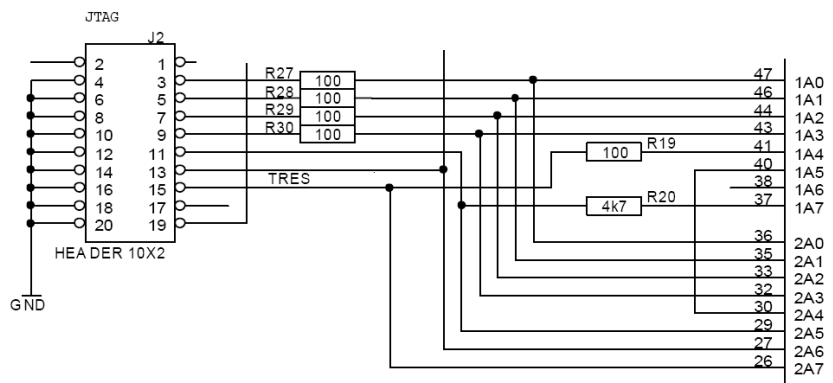 JTAG
J2
2 1
4 3 R27 100 47 1A0
6 5 R28 100 46 1A1
8 7 R29 100 44 1A2
10 9 R30 100 43 1A3
12 11 100 R19 41 1A4
14 13 40 1A5
16 15 TRES 38 1A6
18 17 4k7 R20 37 1A7
20 19
36 2A0
HEADER 10X2 35 2A1
33 2A2
GND 32 2A3
30 2A4
29 2A5
27 2A6
26 2A7